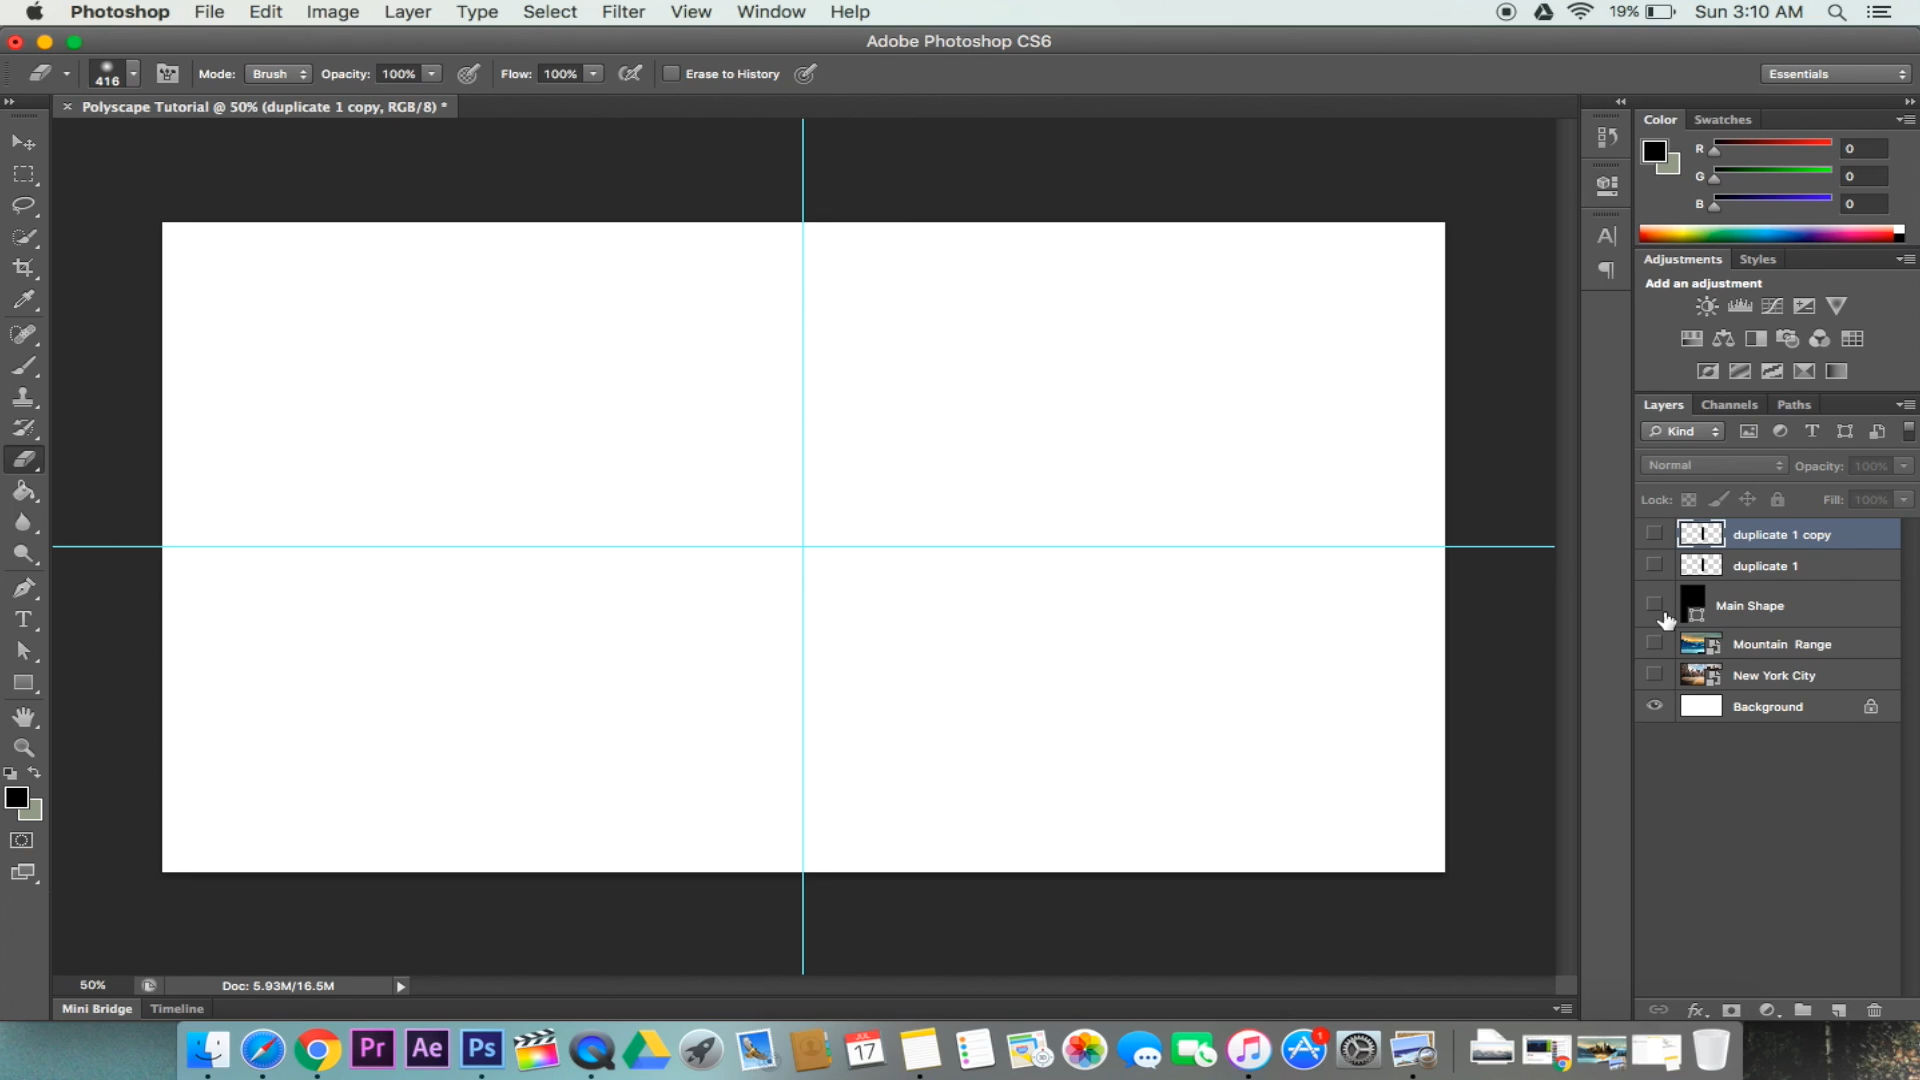 Photoshop File Edit Image Layer Type Select Filter View Window Help 19% Sun 3:10 AM
Adobe Photoshop CS6
416 Mode: Brush Opacity: 100% Flow: 100% Erase to History Essentials
× Polyscape Tutorial @ 50% (duplicate 1 copy, RGB/8) *
Color Swatches
R 0
G 0
B 0
Adjustments Styles
Add an adjustment
Layers Channels Paths
Kind
Normal Opacity: 100%
Lock: Fill: 100%
duplicate 1 copy
duplicate 1
Main Shape
Mountain Range
New York City
Background
50% Doc: 5.93M/16.5M
Mini Bridge Timeline
Pr Ae Ps JUL 17 1